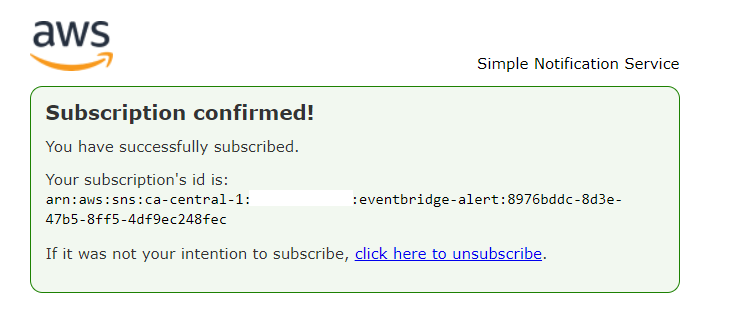 aws
Simple Notification Service
Subscription confirmed!
You have successfully subscribed.
Your subscription's id is:
arn:aws:sns:ca-central-1: :eventbridge-alert:8976bddc-8d3e-
47b5-8ff5-4df9ec248fec
If it was not your intention to subscribe, click here to unsubscribe.